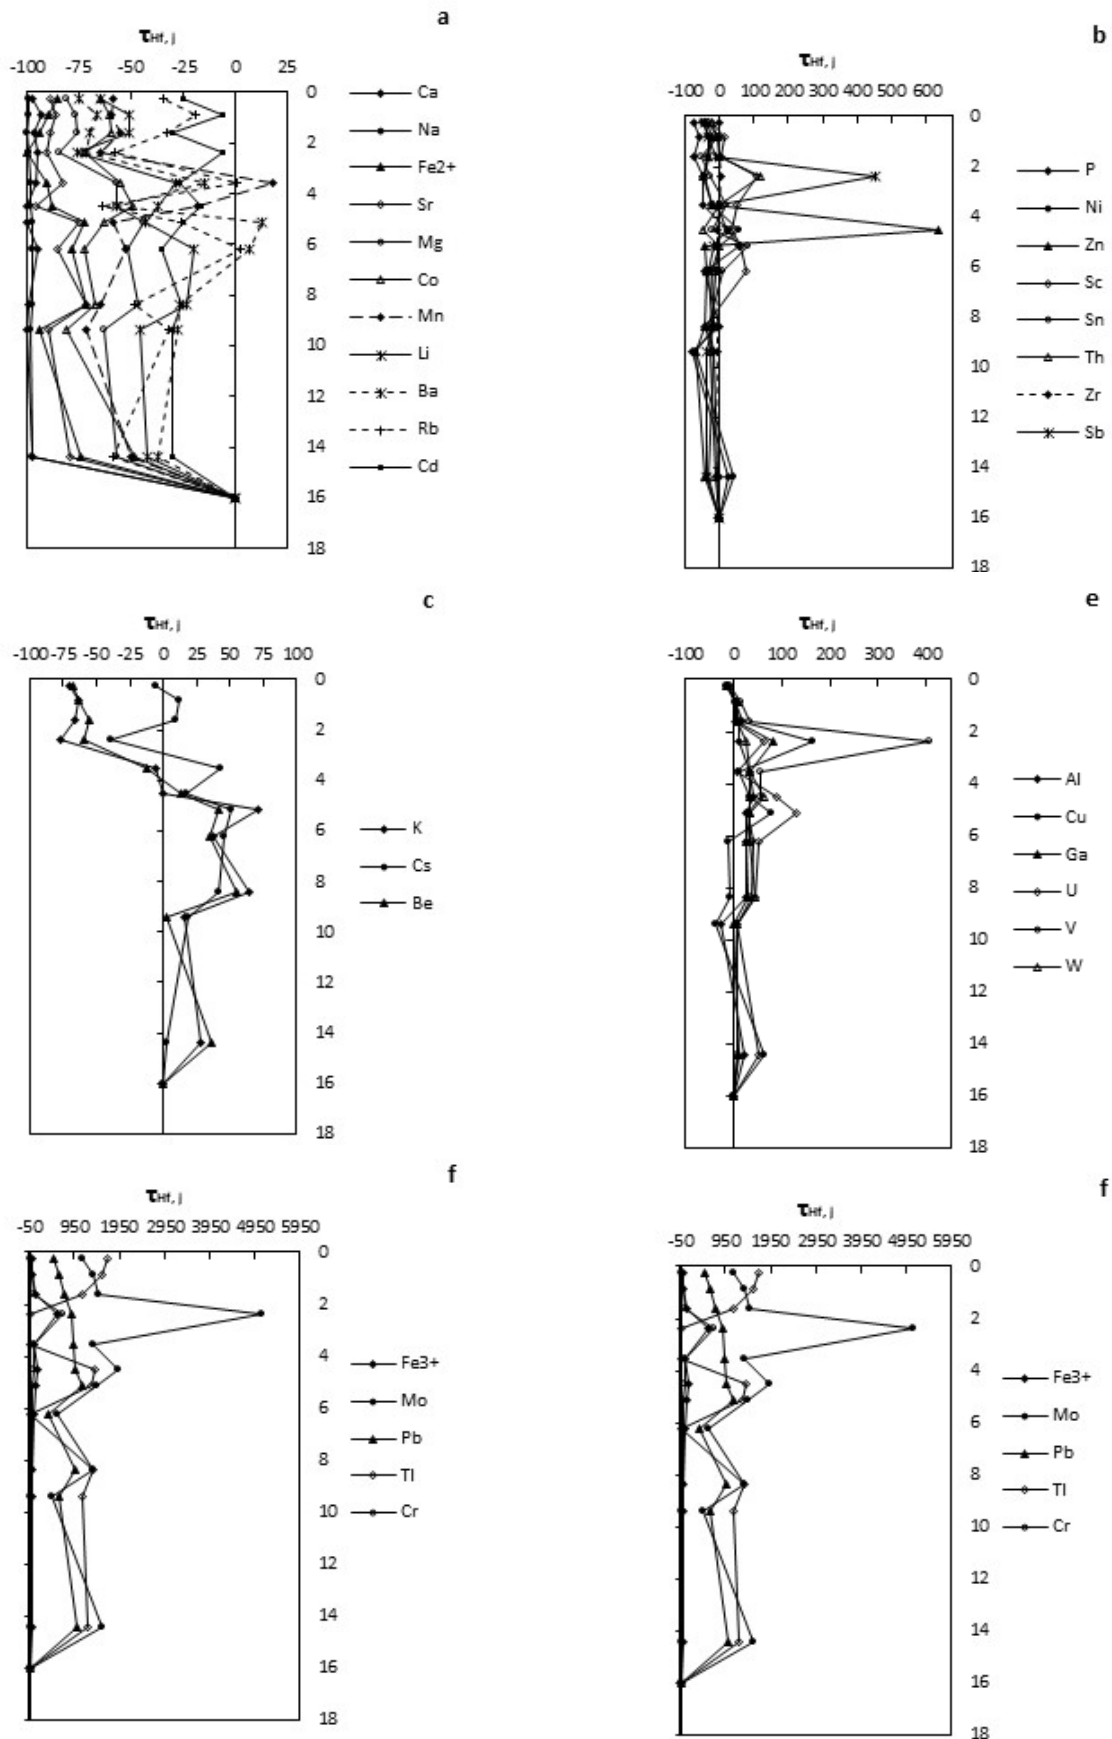 a
τHf, j
-100 -75 -50 -25 0 25
0
2
4
6
8
10
12
14
16
18
Ca
Na
Fe2+
Sr
Mg
Co
Mn
Li
Ba
Rb
Cd
b
τHf, j
-100 0 100 200 300 400 500 600
0
2
4
6
8
10
12
14
16
18
P
Ni
Zn
Sc
Sn
Th
Zr
Sb
c
τHf, j
-100 -75 -50 -25 0 25 50 75 100
0
2
4
6
8
10
12
14
16
18
K
Cs
Be
e
τHf, j
-100 0 100 200 300 400
0
2
4
6
8
10
12
14
16
18
Al
Cu
Ga
U
V
W
f
τHf, j
-50 950 1950 2950 3950 4950 5950
0
2
4
6
8
10
12
14
16
18
Fe3+
Mo
Pb
Tl
Cr
f
τHf, j
-50 950 1950 2950 3950 4950 5950
0
2
4
6
8
10
12
14
16
18
Fe3+
Mo
Pb
Tl
Cr